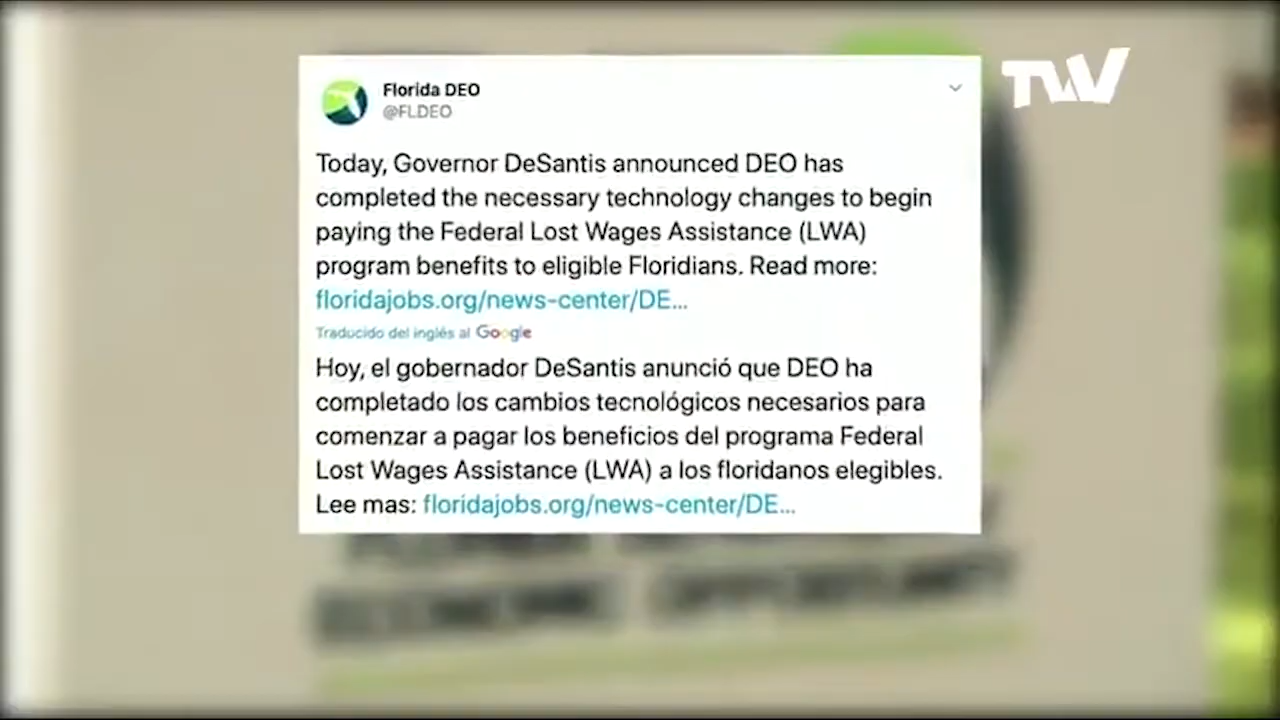 TVV
Florida DEO
@FLDEO
Today, Governor DeSantis announced DEO has
completed the necessary technology changes to begin
paying the Federal Lost Wages Assistance (LWA)
program benefits to eligible Floridians. Read more:
floridajobs.org/news-center/DE...
Traducido del inglés al Google
Hoy, el gobernador DeSantis anunció que DEO ha
completado los cambios tecnológicos necesarios para
comenzar a pagar los beneficios del programa Federal
Lost Wages Assistance (LWA) a los floridanos elegibles.
Lee mas: floridajobs.org/news-center/DE...
ECONOMIC OPPORTUNITY